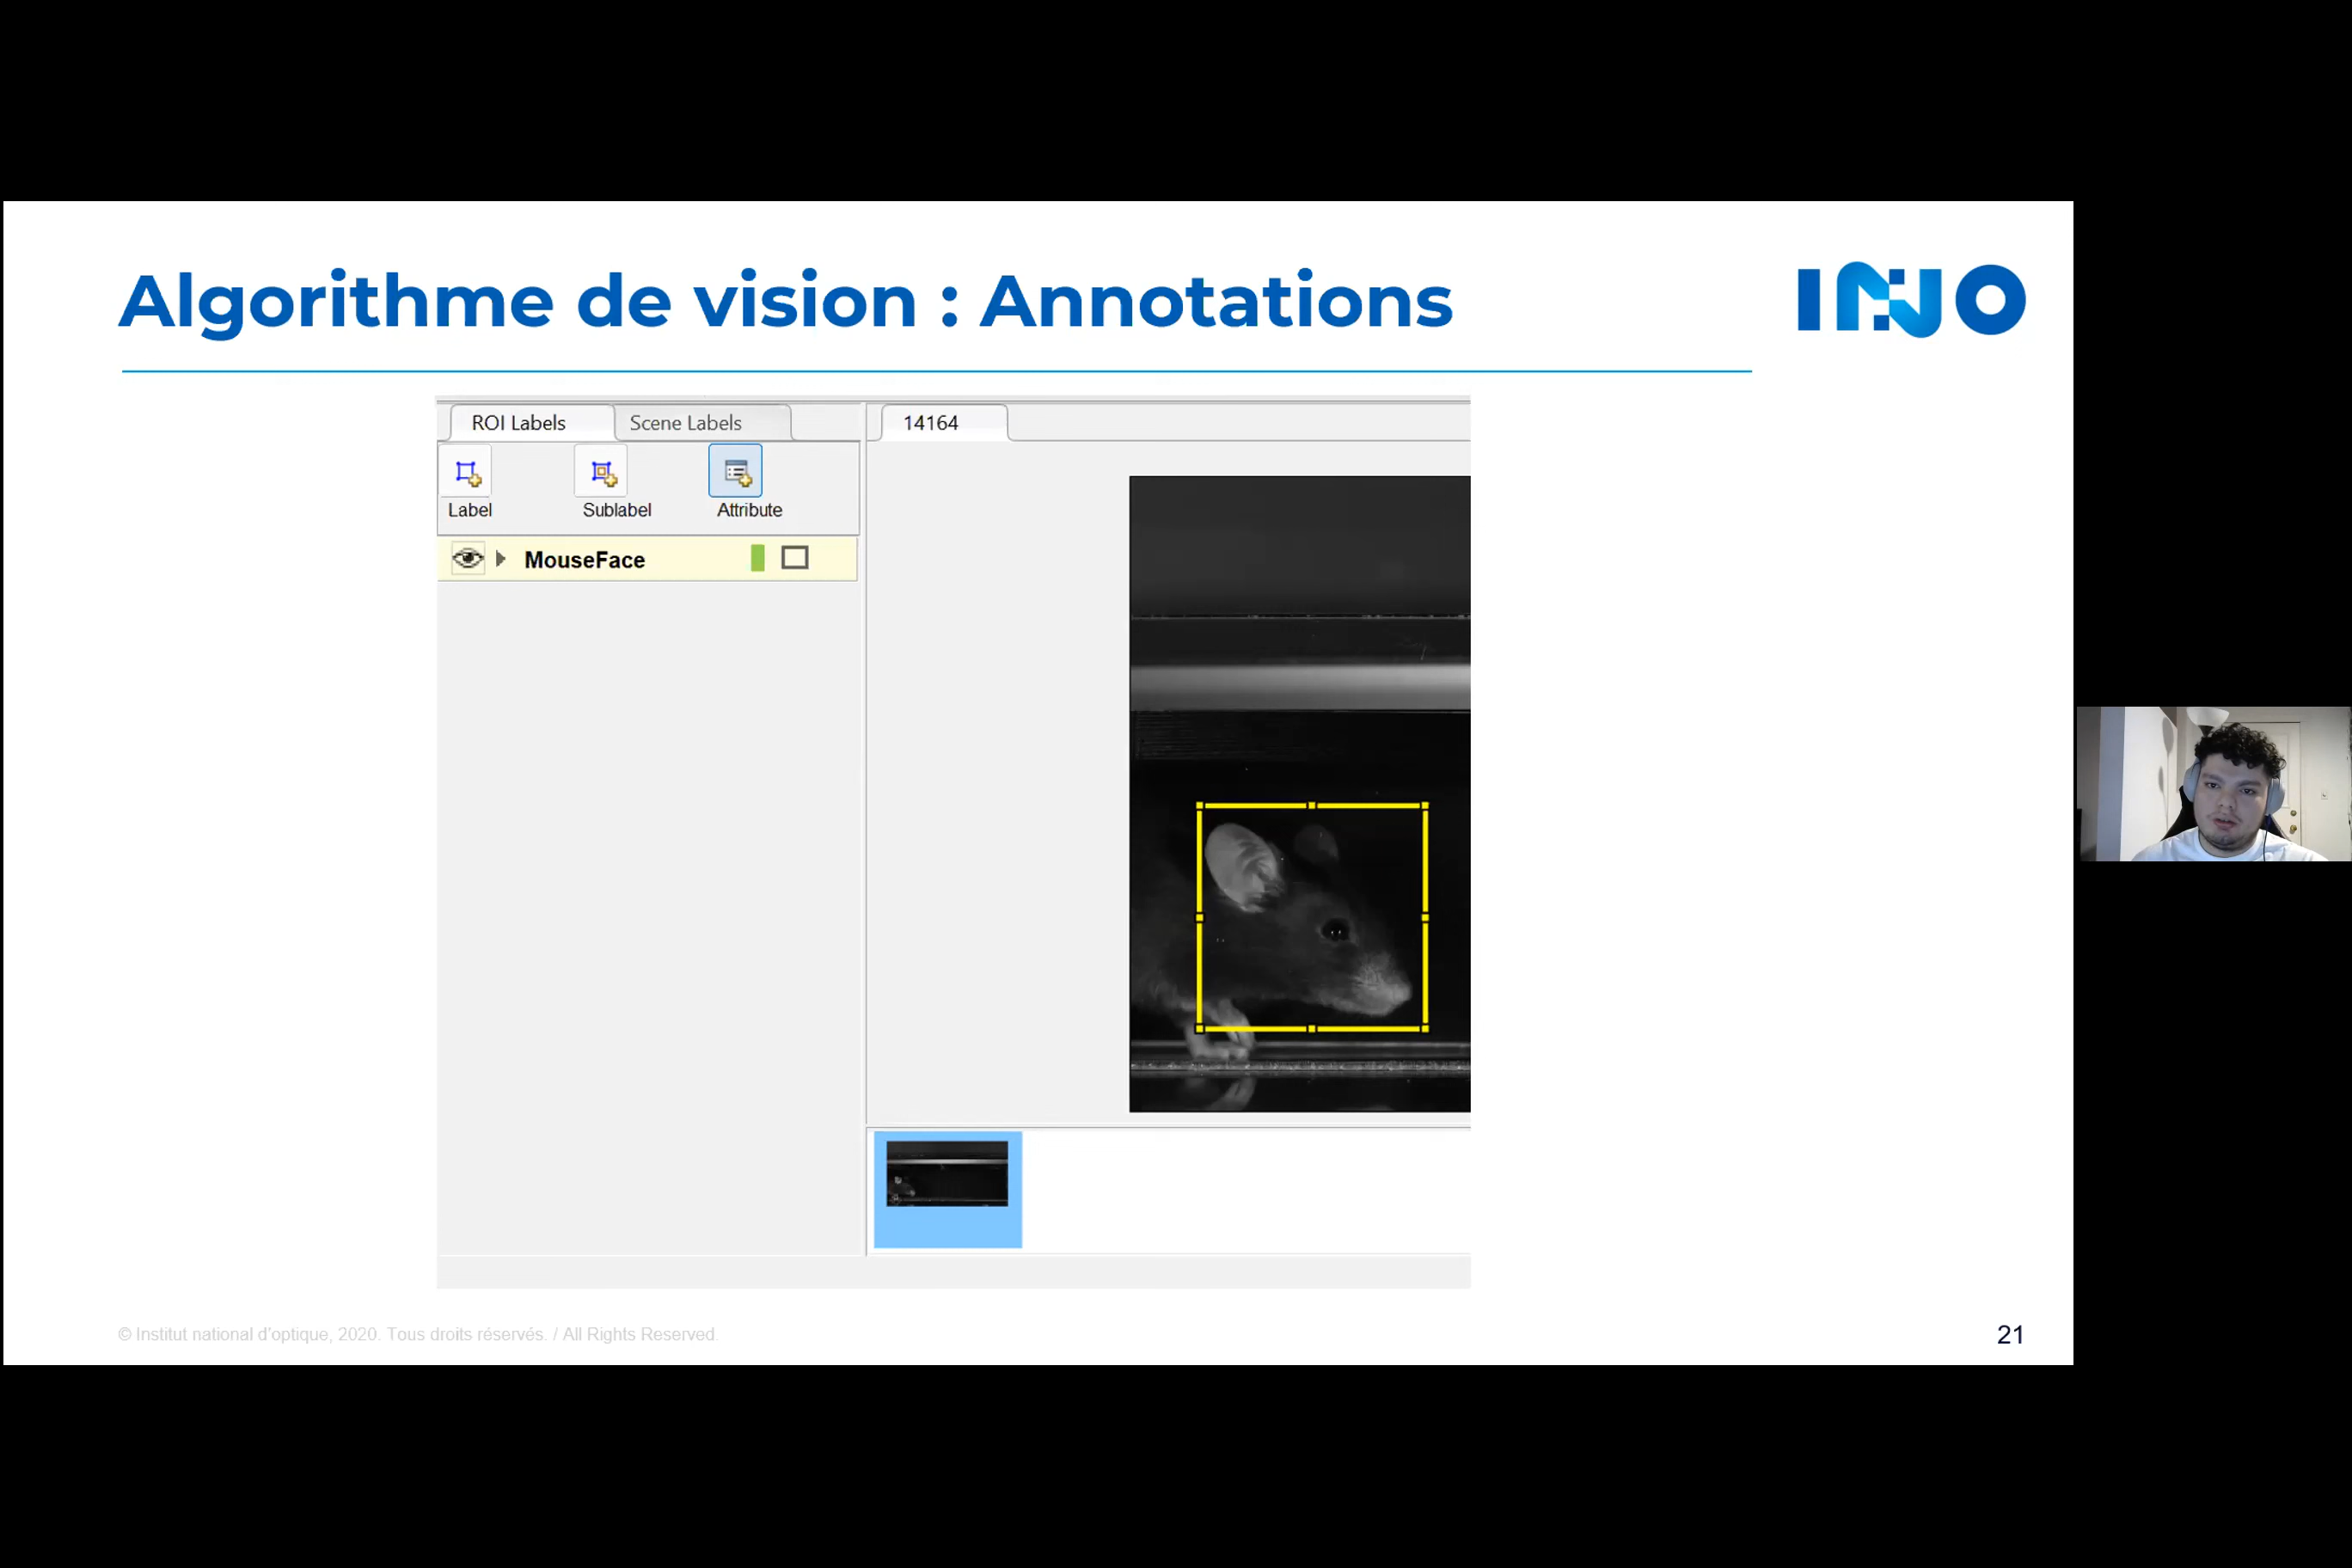 Algorithme de vision : Annotations
INO
ROI Labels
Scene Labels
14164
Label
Sublabel
Attribute
MouseFace
© Institut national d'optique, 2020. Tous droits réservés. / All Rights Reserved.
21